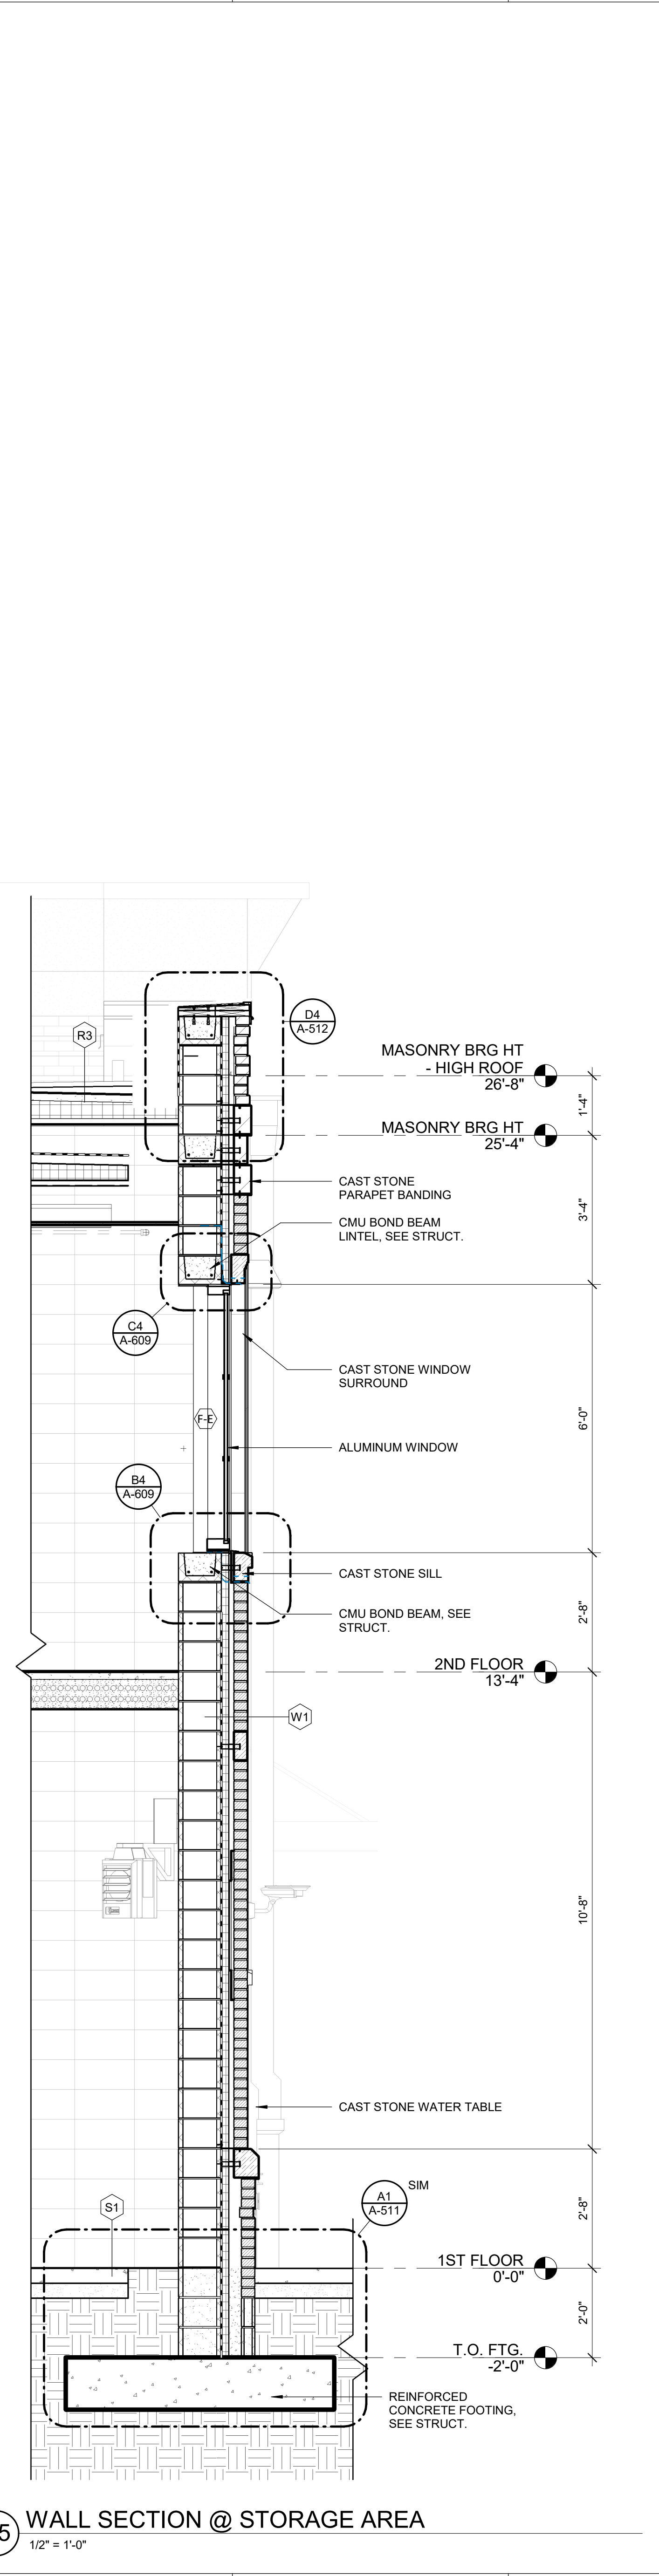 D4
A-512
R3
MASONRY BRG HT
- HIGH ROOF
26'-8"
1'-4"
MASONRY BRG HT
25'-4"
CAST STONE
PARAPET BANDING
3'-4"
CMU BOND BEAM
LINTEL, SEE STRUCT.
C4
A-609
CAST STONE WINDOW
SURROUND
6'-0"
F-E
ALUMINUM WINDOW
B4
A-609
CAST STONE SILL
CMU BOND BEAM, SEE
STRUCT.
2'-8"
2ND FLOOR
13'-4"
W1
10'-8"
CAST STONE WATER TABLE
SIM
A1
A-511
S1
2'-8"
1ST FLOOR
0'-0"
2'-0"
T.O. FTG.
-2'-0"
REINFORCED
CONCRETE FOOTING,
SEE STRUCT.
5 WALL SECTION @ STORAGE AREA
1/2" = 1'-0"